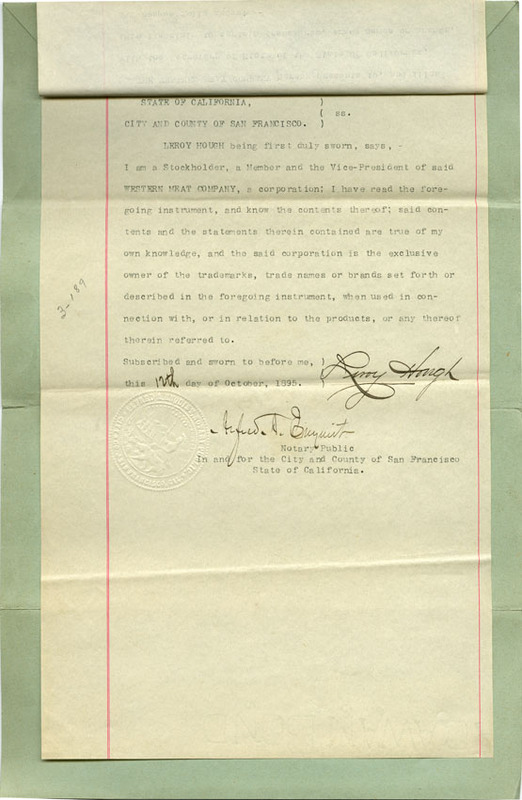 STATE OF CALIFORNIA, )
( ss.
CITY AND COUNTY OF SAN FRANCISCO. )
LEROY HOUGH being first duly sworn, says, -
I am a Stockholder, a Member and the Vice-President of said
WESTERN MEAT COMPANY, a corporation; I have read the fore-
going instrument, and know the contents thereof; said con-
tents and the statements therein contained are true of my
own knowledge, and the said corporation is the exclusive
owner of the trademarks, trade names or brands set forth or
described in the foregoing instrument, when used in con-
nection with, or in relation to the products, or any thereof
therein referred to.
Subscribed and sworn to before me, ) Leroy Hough
this day of October, 1895. )
Alfred A.
Notary Public
In and for the City and County of San Francisco
State of California.
3-189